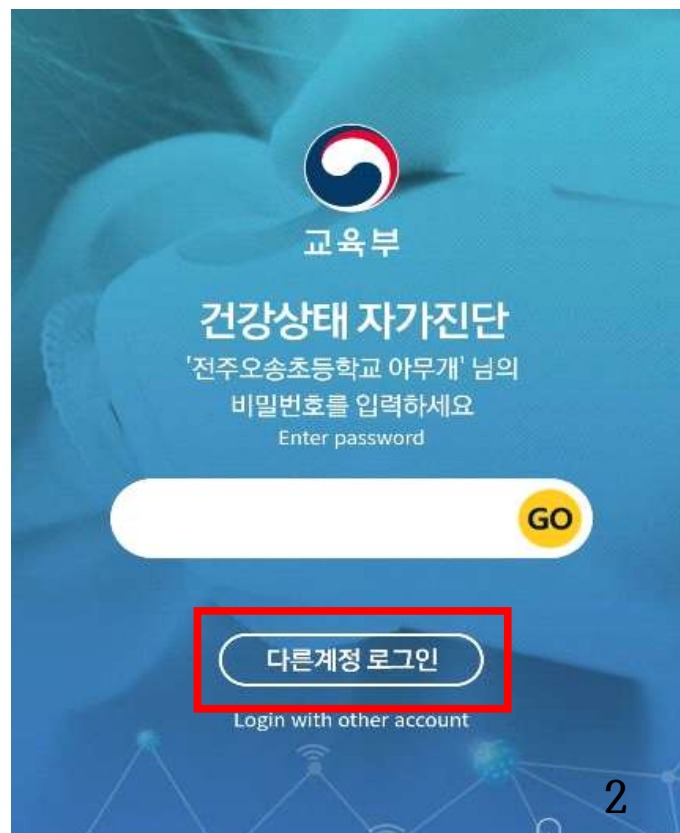 교육부
건강상태 자가진단
'전주오송초등학교 아무개' 님의
비밀번호를 입력하세요
Enter password
GO
다른계정 로그인
Login with other account
2